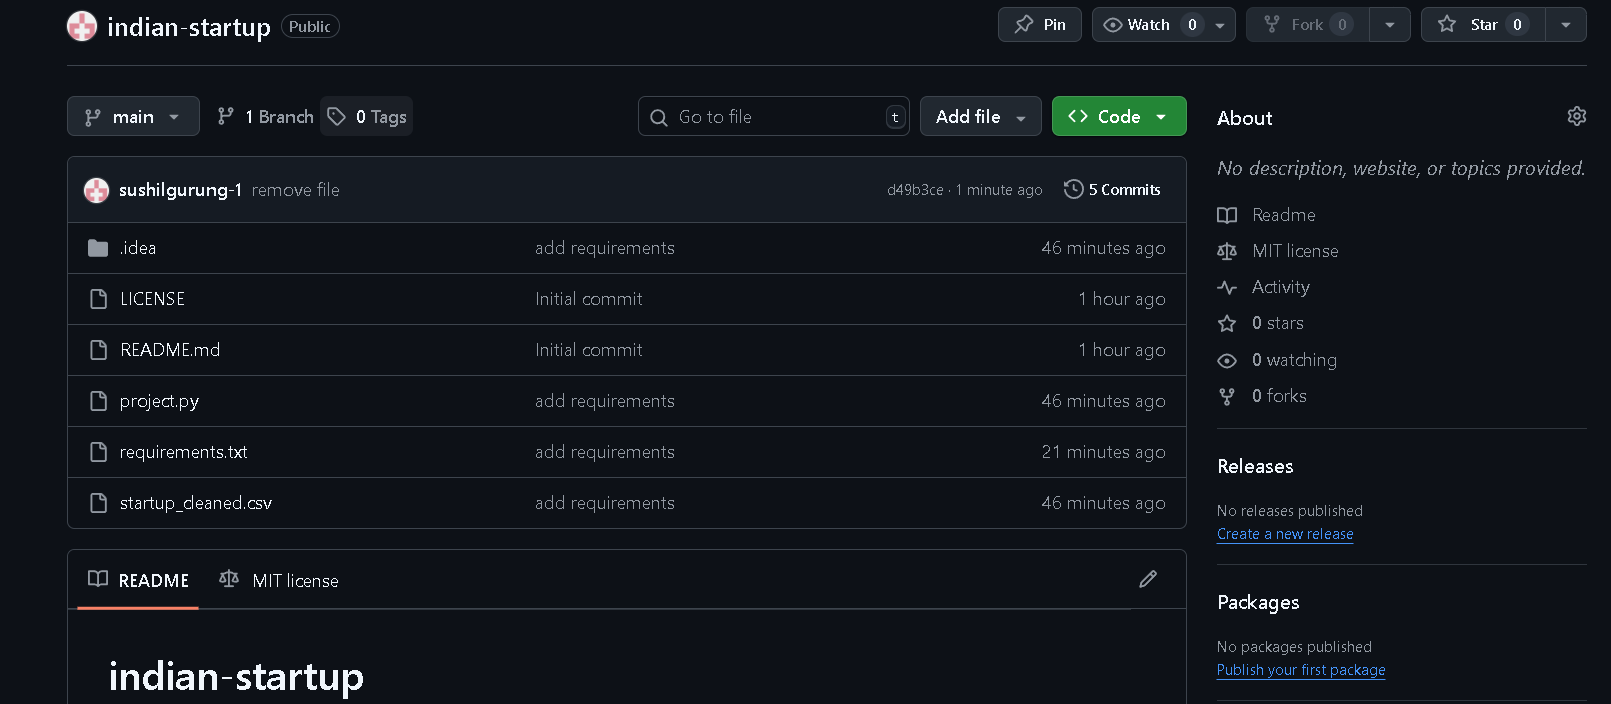 indian-startup Public Pin Watch 0 Fork 0 Star 0
main 1 Branch 0 Tags Go to file t Add file Code
sushilgurung-1 remove file d49b3ce · 1 minute ago 5 Commits
.idea add requirements 46 minutes ago
LICENSE Initial commit 1 hour ago
README.md Initial commit 1 hour ago
project.py add requirements 46 minutes ago
requirements.txt add requirements 21 minutes ago
startup_cleaned.csv add requirements 46 minutes ago
README MIT license
indian-startup
About
No description, website, or topics provided.
Readme
MIT license
Activity
0 stars
0 watching
0 forks
Releases
No releases published
Create a new release
Packages
No packages published
Publish your first package